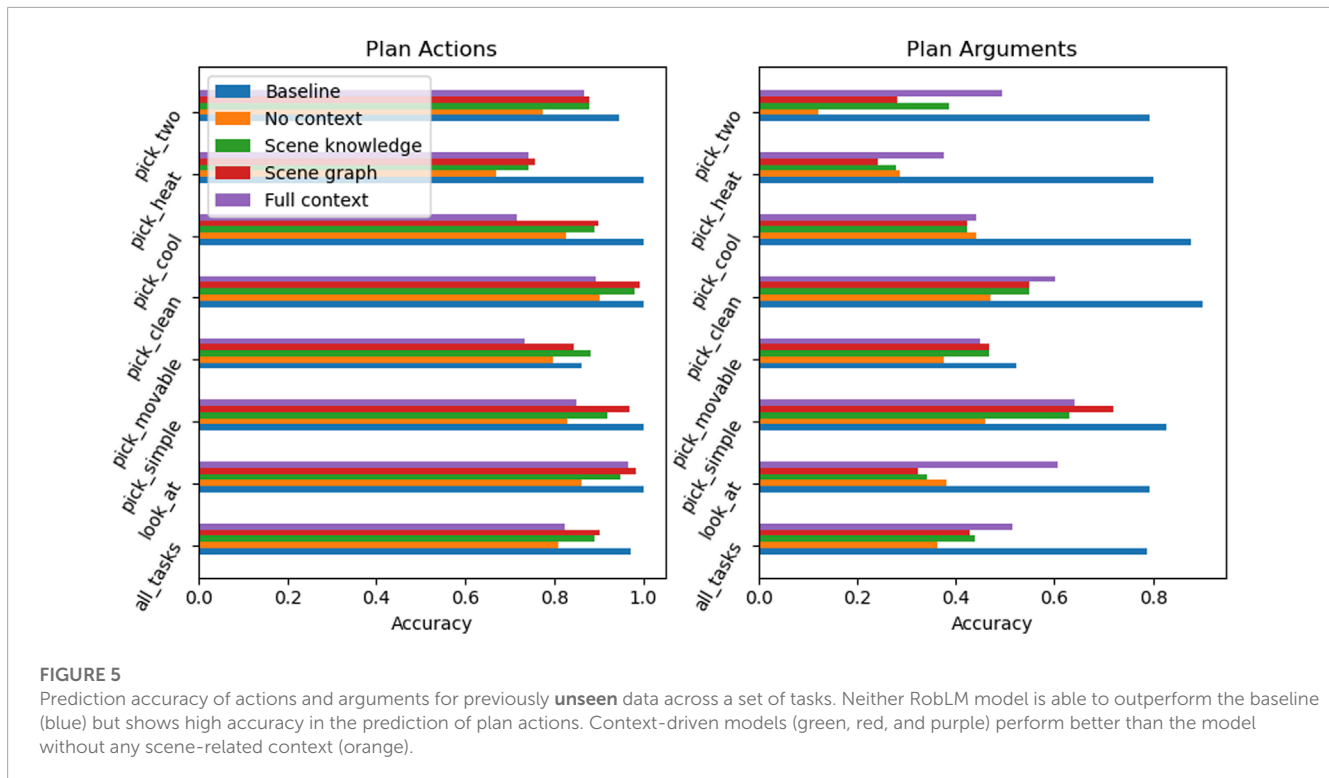 Plan Actions
Baseline
No context
Scene knowledge
Scene graph
Full context
pick_two
pick_heat
pick_cool
pick_clean
pick_movable
pick_simple
look_at
all_tasks
0.0 0.2 0.4 0.6 0.8 1.0
Accuracy
Plan Arguments
pick_two
pick_heat
pick_cool
pick_clean
pick_movable
pick_simple
look_at
all_tasks
0.0 0.2 0.4 0.6 0.8
Accuracy
FIGURE 5
Prediction accuracy of actions and arguments for previously unseen data across a set of tasks. Neither RobLM model is able to outperform the baseline
(blue) but shows high accuracy in the prediction of plan actions. Context-driven models (green, red, and purple) perform better than the model
without any scene-related context (orange).